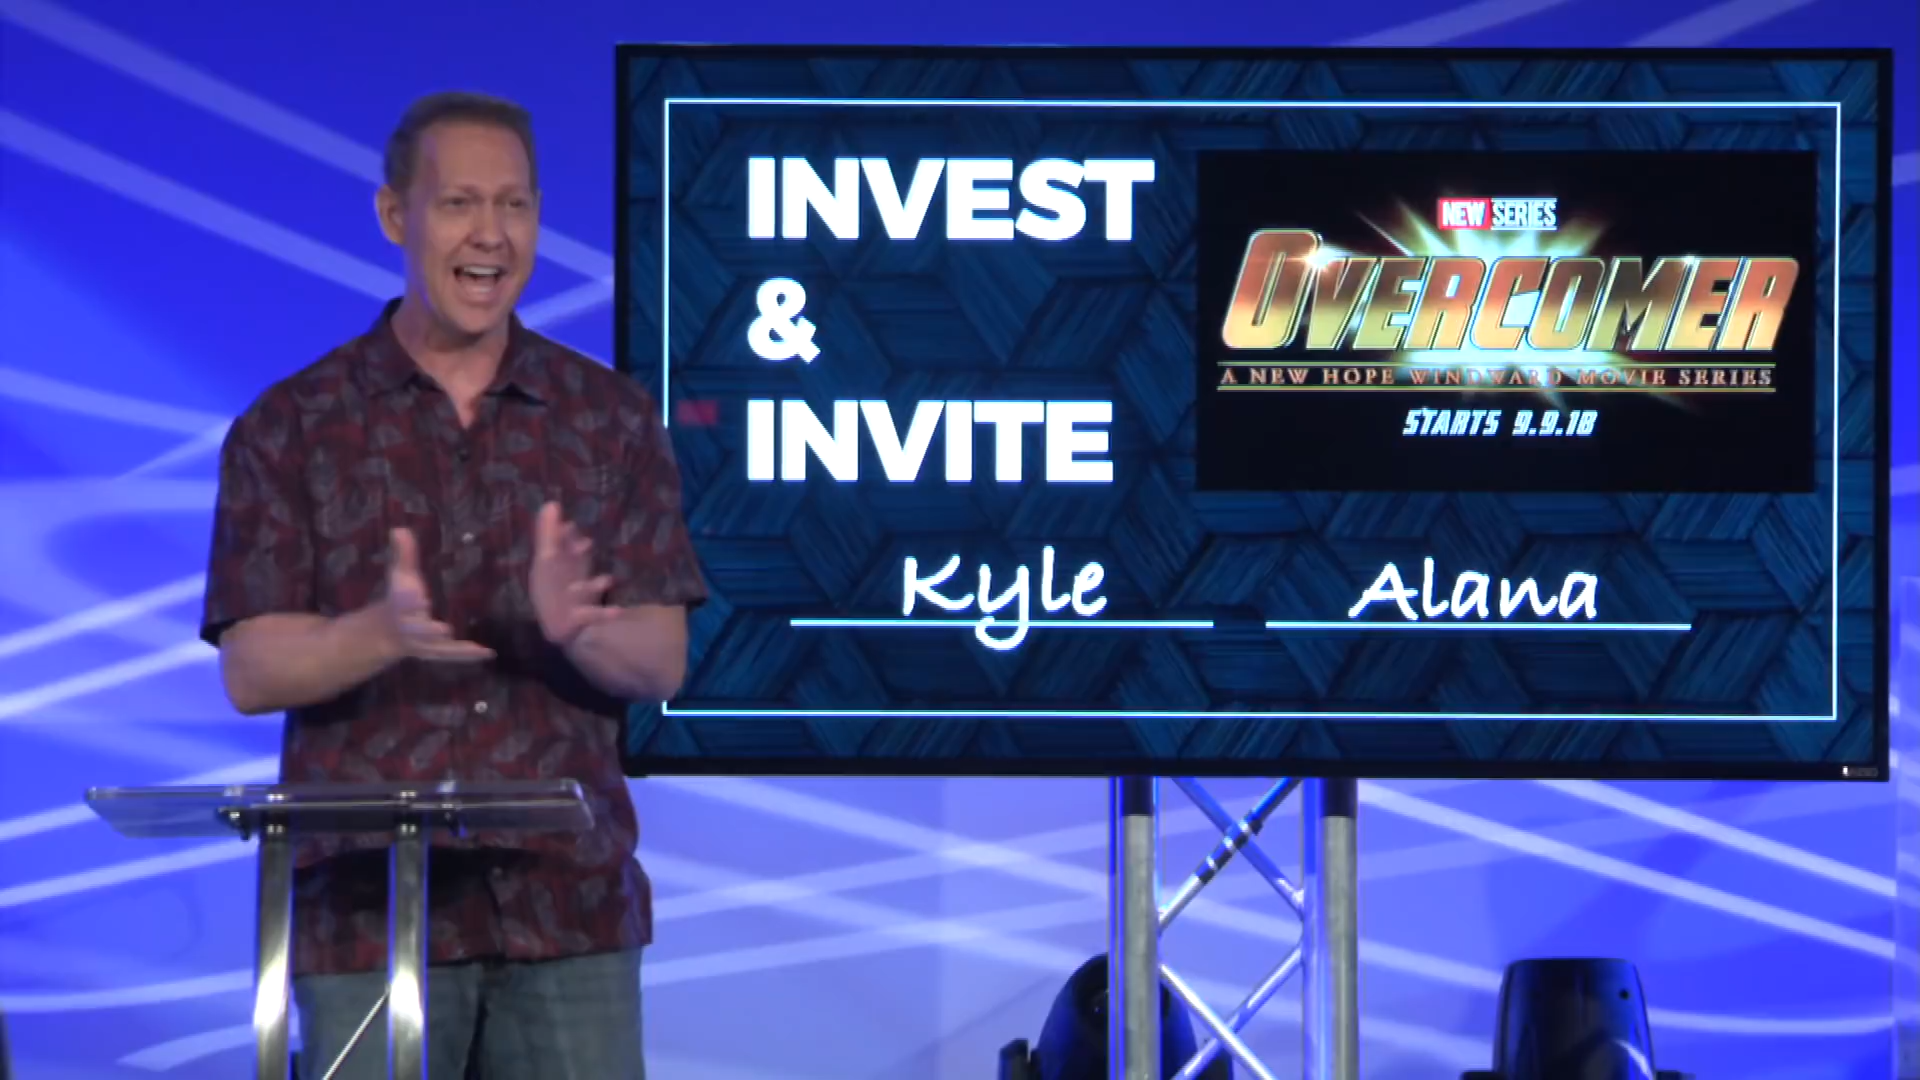 INVEST
&
INVITE
NEW SERIES
OVERCOMER
A NEW HOPE WINDWARD MOVIE SERIES
STARTS 9.9.18
Kyle
Alana